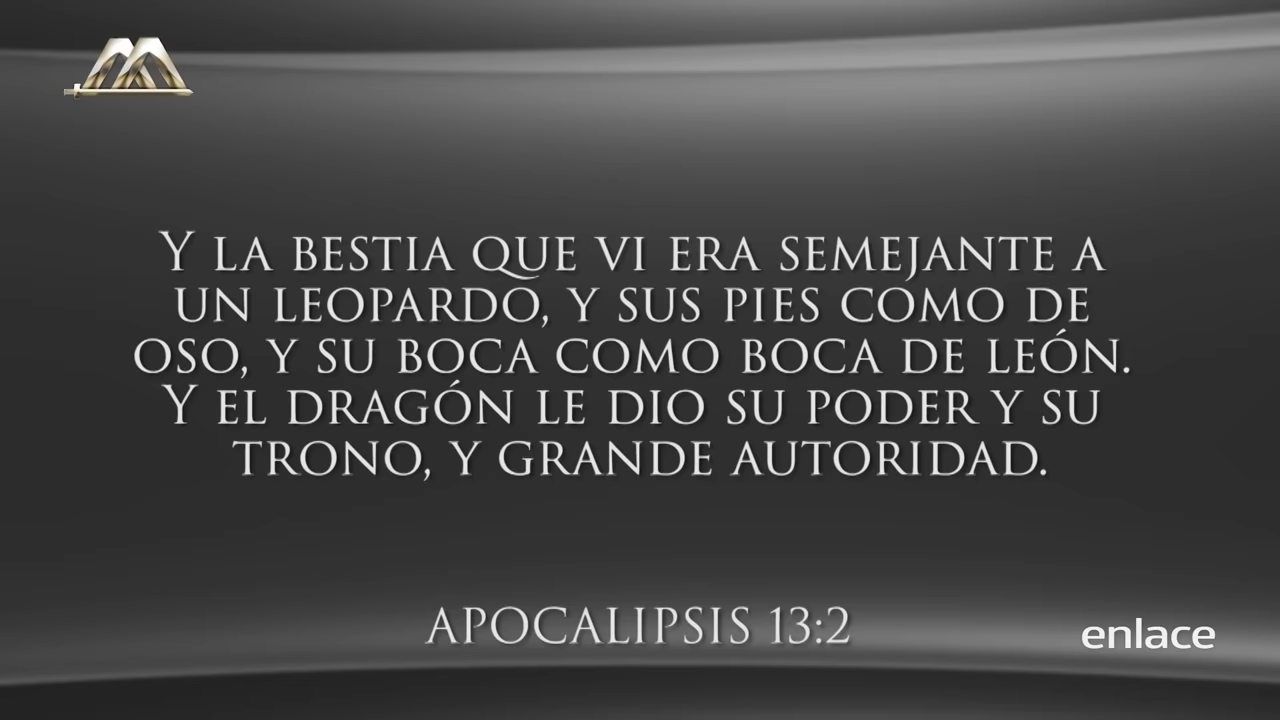 Y LA BESTIA QUE VI ERA SEMEJANTE A
UN LEOPARDO, Y SUS PIES COMO DE
OSO, Y SU BOCA COMO BOCA DE LEÓN.
Y EL DRAGÓN LE DIO SU PODER Y SU
TRONO, Y GRANDE AUTORIDAD.
APOCALIPSIS 13:2
enlace